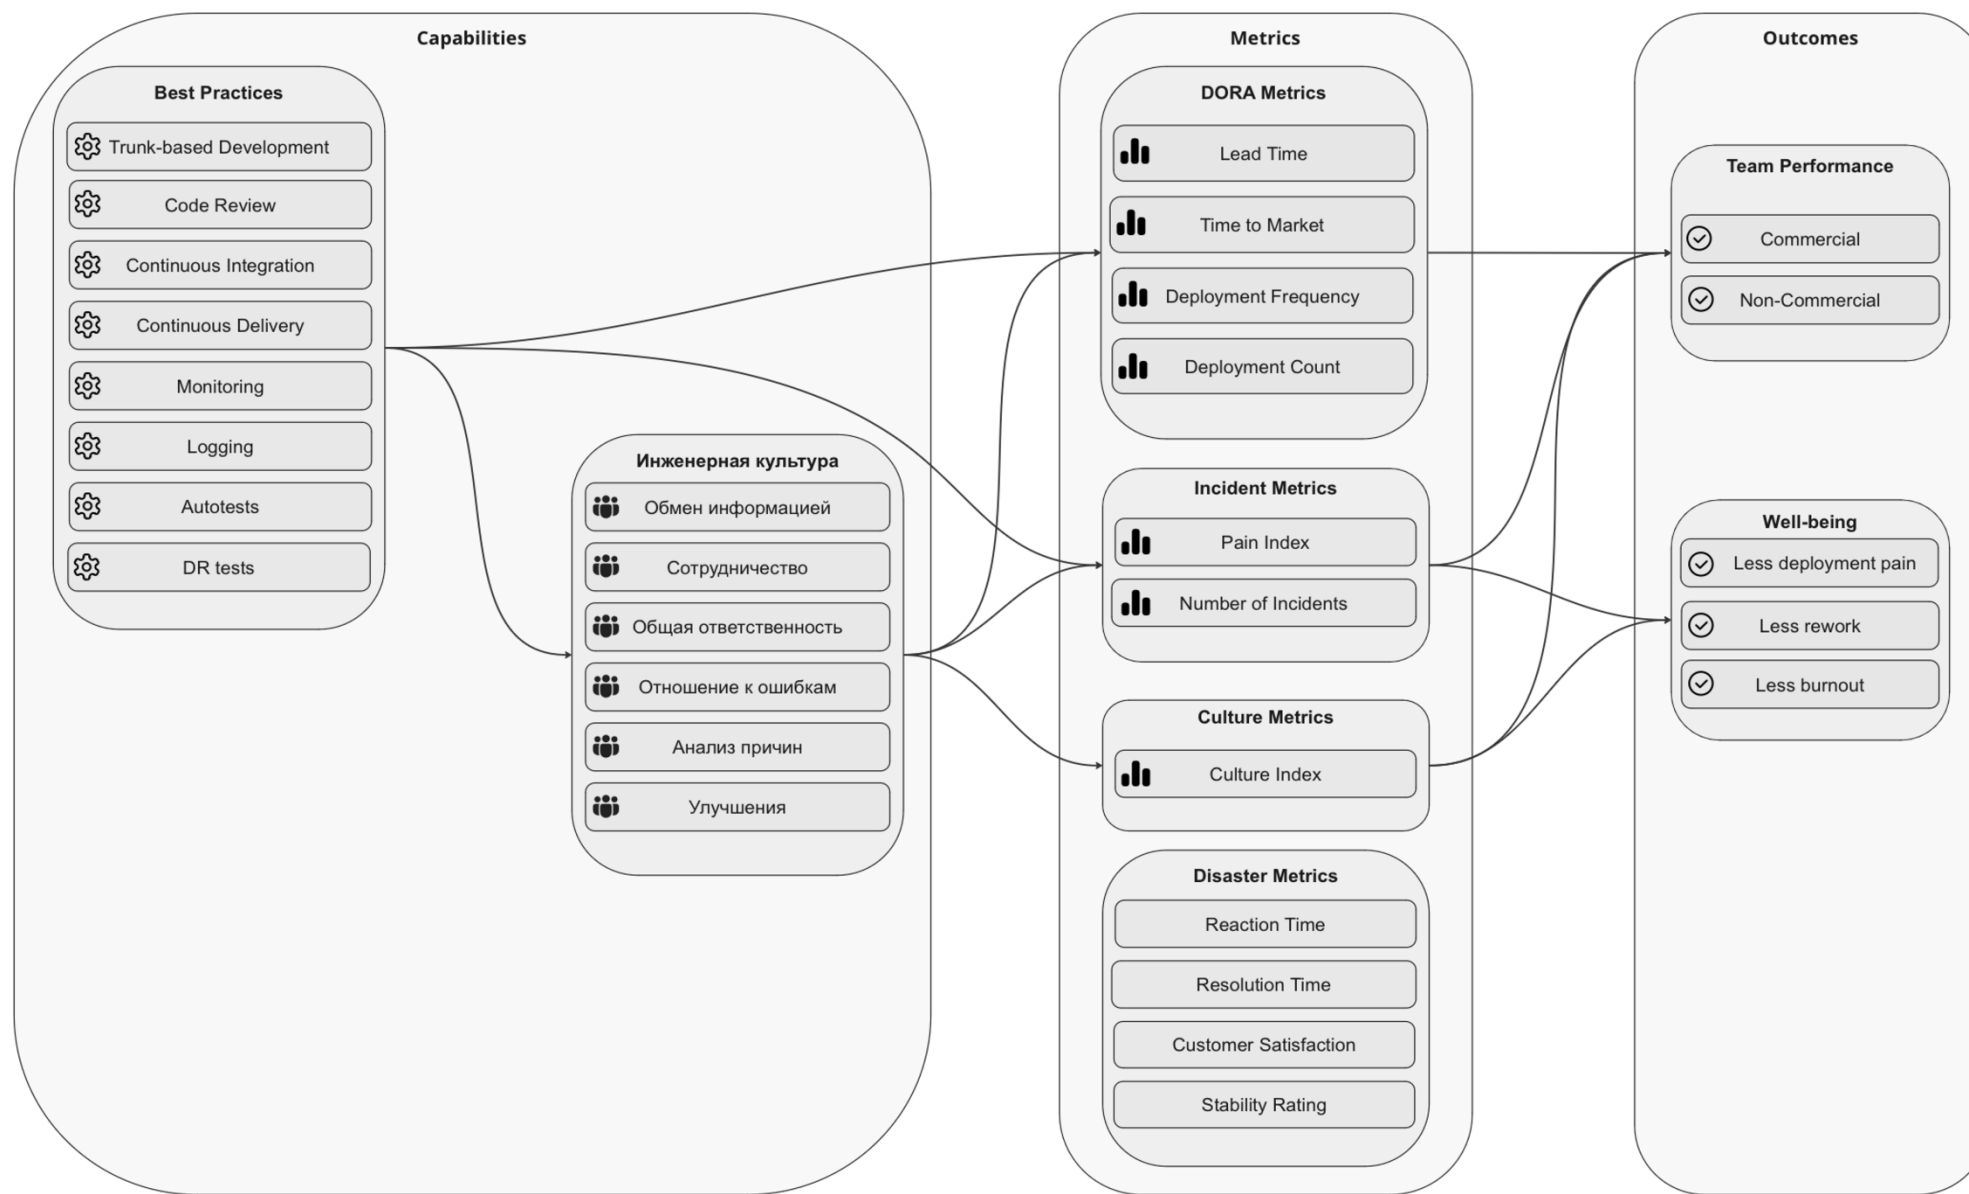 Capabilities
Best Practices
Trunk-based Development
Code Review
Continuous Integration
Continuous Delivery
Monitoring
Logging
Autotests
DR tests
Инженерная культура
Обмен информацией
Сотрудничество
Общая ответственность
Отношение к ошибкам
Анализ причин
Улучшения
Metrics
DORA Metrics
Lead Time
Time to Market
Deployment Frequency
Deployment Count
Incident Metrics
Pain Index
Number of Incidents
Culture Metrics
Culture Index
Disaster Metrics
Reaction Time
Resolution Time
Customer Satisfaction
Stability Rating
Outcomes
Team Performance
Commercial
Non-Commercial
Well-being
Less deployment pain
Less rework
Less burnout